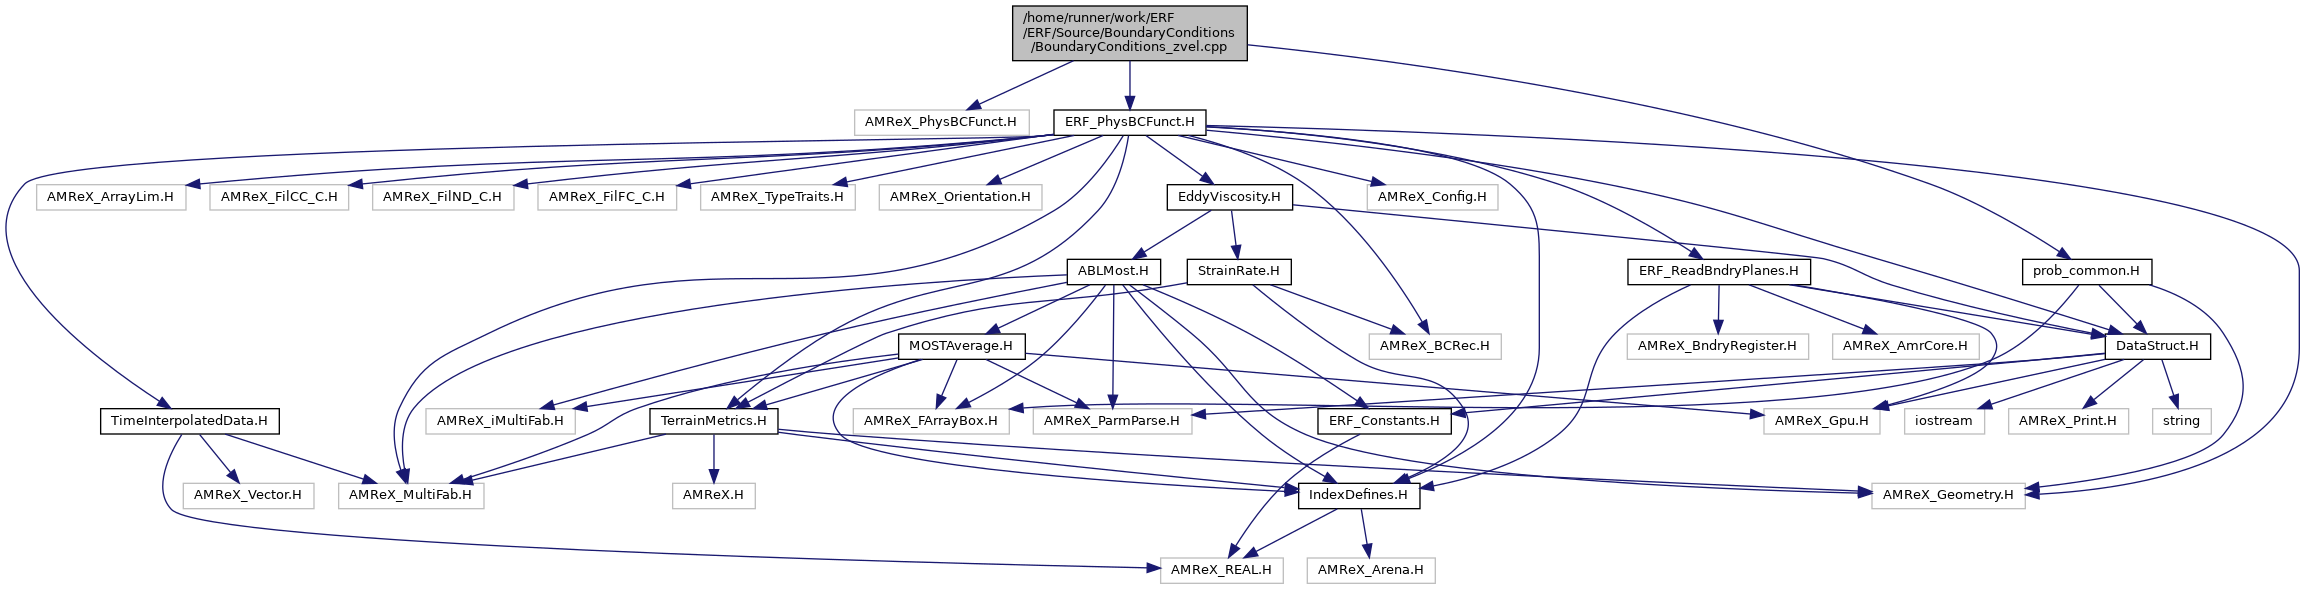 /home/runner/work/ERF
/ERF/Source/BoundaryConditions
/BoundaryConditions_zvel.cpp
AMReX_PhysBCFunct.H
ERF_PhysBCFunct.H
AMReX_ArrayLim.H
AMReX_FilCC_C.H
AMReX_FilND_C.H
AMReX_FilFC_C.H
AMReX_TypeTraits.H
AMReX_Orientation.H
EddyViscosity.H
AMReX_Config.H
ABLMost.H
StrainRate.H
ERF_ReadBndryPlanes.H
prob_common.H
MOSTAverage.H
AMReX_BCRec.H
AMReX_BndryRegister.H
AMReX_AmrCore.H
DataStruct.H
TimeInterpolatedData.H
AMReX_iMultiFab.H
TerrainMetrics.H
AMReX_FArrayBox.H
AMReX_ParmParse.H
ERF_Constants.H
AMReX_Gpu.H
iostream
AMReX_Print.H
string
AMReX_Vector.H
AMReX_MultiFab.H
AMReX.H
IndexDefines.H
AMReX_Geometry.H
AMReX_REAL.H
AMReX_Arena.H